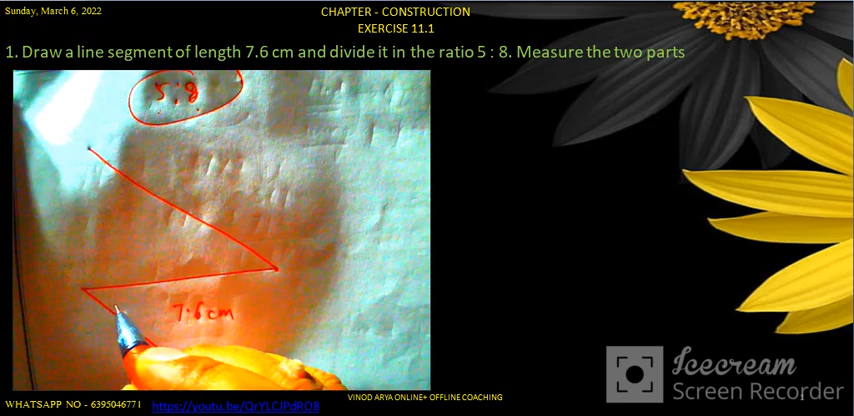 Sunday, March 6, 2022
CHAPTER - CONSTRUCTION
EXERCISE 11.1
1. Draw a line segment of length 7.6 cm and divide it in the ratio 5 : 8. Measure the two parts
5:8
7.6cm
Icecream
Screen Recorder
1
VINOD ARYA ONLINE+ OFFLINE COACHING
WHATSAPP NO - 6395046771